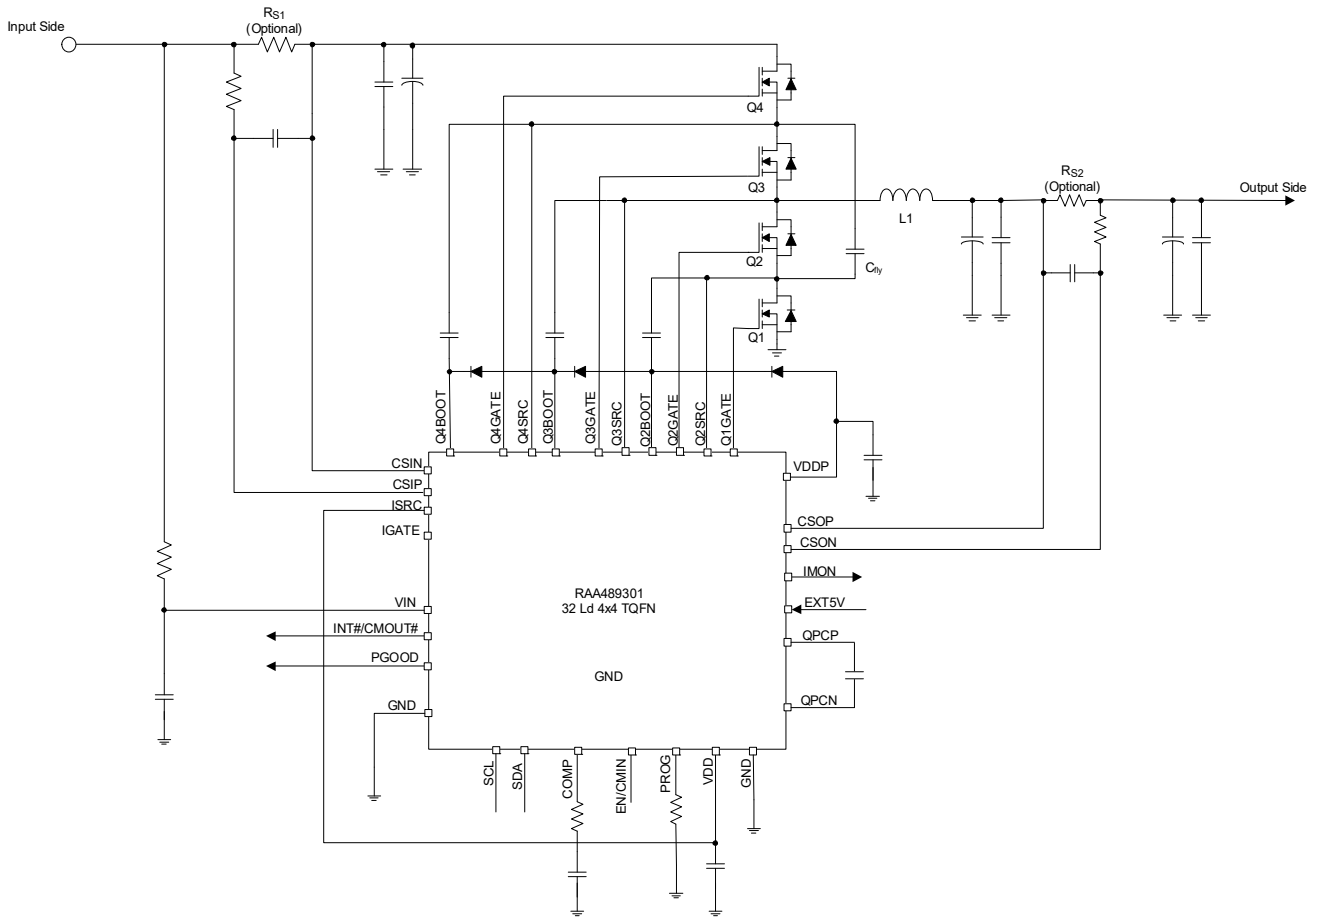 Input Side
RS1
(Optional)
Q4
Q3
RS2
(Optional)
Output Side
L1
Q2
Cfly
Q1
Q4BOOT
Q4GATE
Q4SRC
Q3BOOT
Q3GATE
Q3SRC
Q2BOOT
Q2GATE
Q2SRC
Q1GATE
CSIN
VDDP
CSIP
ISRC
CSOP
IGATE
CSON
IMON
RAA489301
32 Ld 4x4 TQFN
VIN
EXT5V
INT#/CMOUT#
QPCP
PGOOD
GND
QPCN
GND
SCL
SDA
COMP
EN/CMIN
PROG
VDD
GND